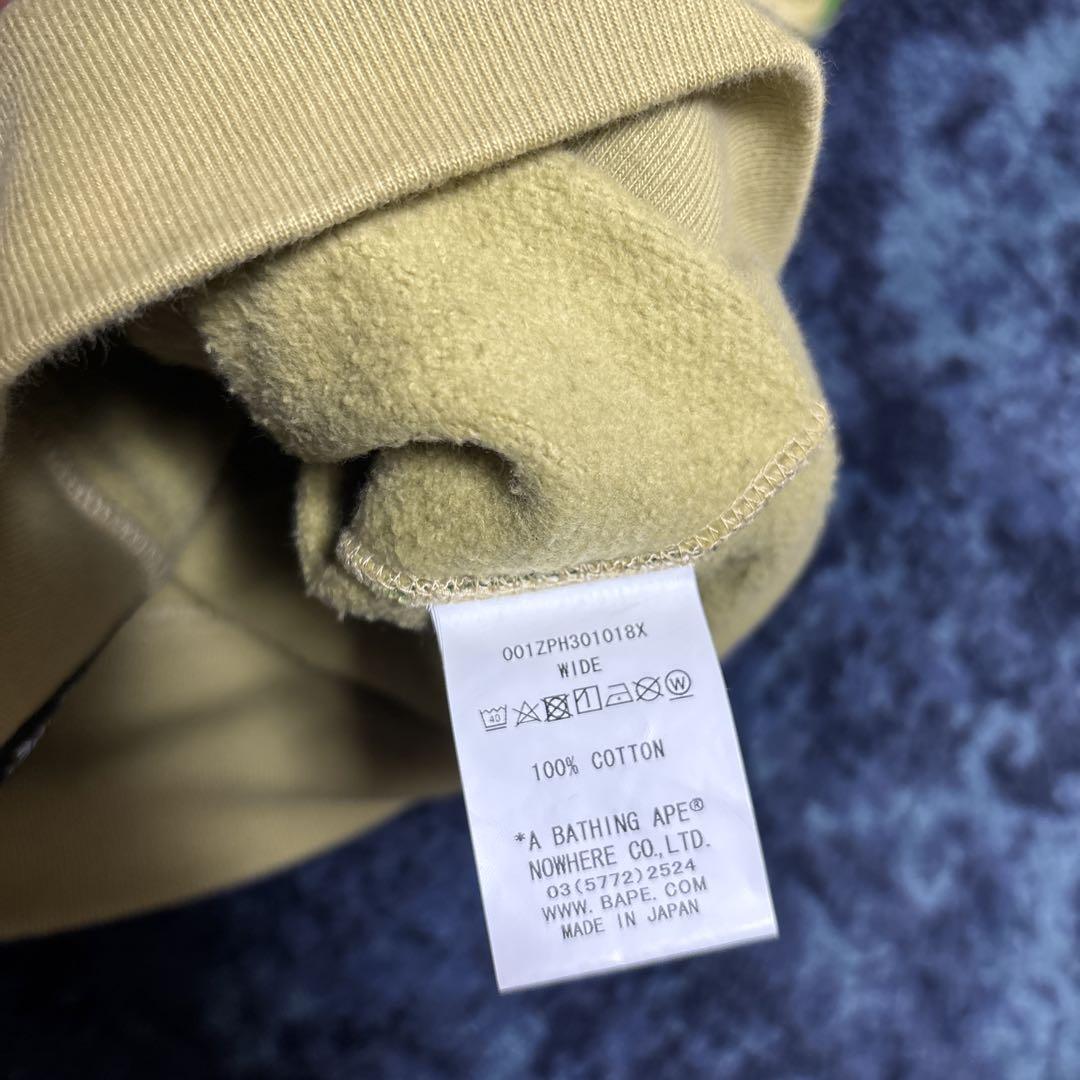 001ZPH301018X
WIDE
40 1 W
100% COTTON
*A BATHING APE®
NOWHERE CO.,LTD.
03(5772)2524
WWW.BAPE.COM
MADE IN JAPAN